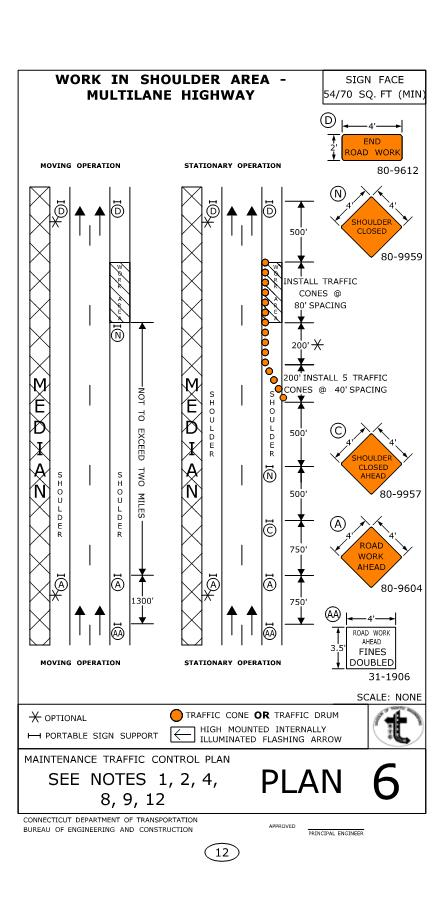 WORK IN SHOULDER AREA -
MULTILANE HIGHWAY
SIGN FACE
54/70 SQ. FT (MIN)
MOVING OPERATION
STATIONARY OPERATION
D
4'
2'
END
ROAD WORK
80-9612
N
4'
4'
SHOULDER
CLOSED
80-9959
C
4'
4'
SHOULDER
CLOSED
AHEAD
80-9957
A
4'
4'
ROAD
WORK
AHEAD
80-9604
AA
4'
3.5'
ROAD WORK
AHEAD
FINES
DOUBLED
31-1906
SCALE: NONE
D
D
WORK AREA
N
MEDIAN
SHOULDER
SHOULDER
NOT TO EXCEED TWO MILES
A
A
1300'
AA
MOVING OPERATION
D
D
500'
WORK AREA
INSTALL TRAFFIC
CONES @
80' SPACING
200'
200' INSTALL 5 TRAFFIC
CONES @ 40' SPACING
MEDIAN
SHOULDER
SHOULDER
500'
N
500'
C
750'
A
A
750'
AA
STATIONARY OPERATION
OPTIONAL
PORTABLE SIGN SUPPORT
TRAFFIC CONE OR TRAFFIC DRUM
HIGH MOUNTED INTERNALLY
ILLUMINATED FLASHING ARROW
MAINTENANCE TRAFFIC CONTROL PLAN
SEE NOTES 1, 2, 4,
8, 9, 12
PLAN 6
CONNECTICUT DEPARTMENT OF TRANSPORTATION
BUREAU OF ENGINEERING AND CONSTRUCTION
APPROVED
PRINCIPAL ENGINEER
12